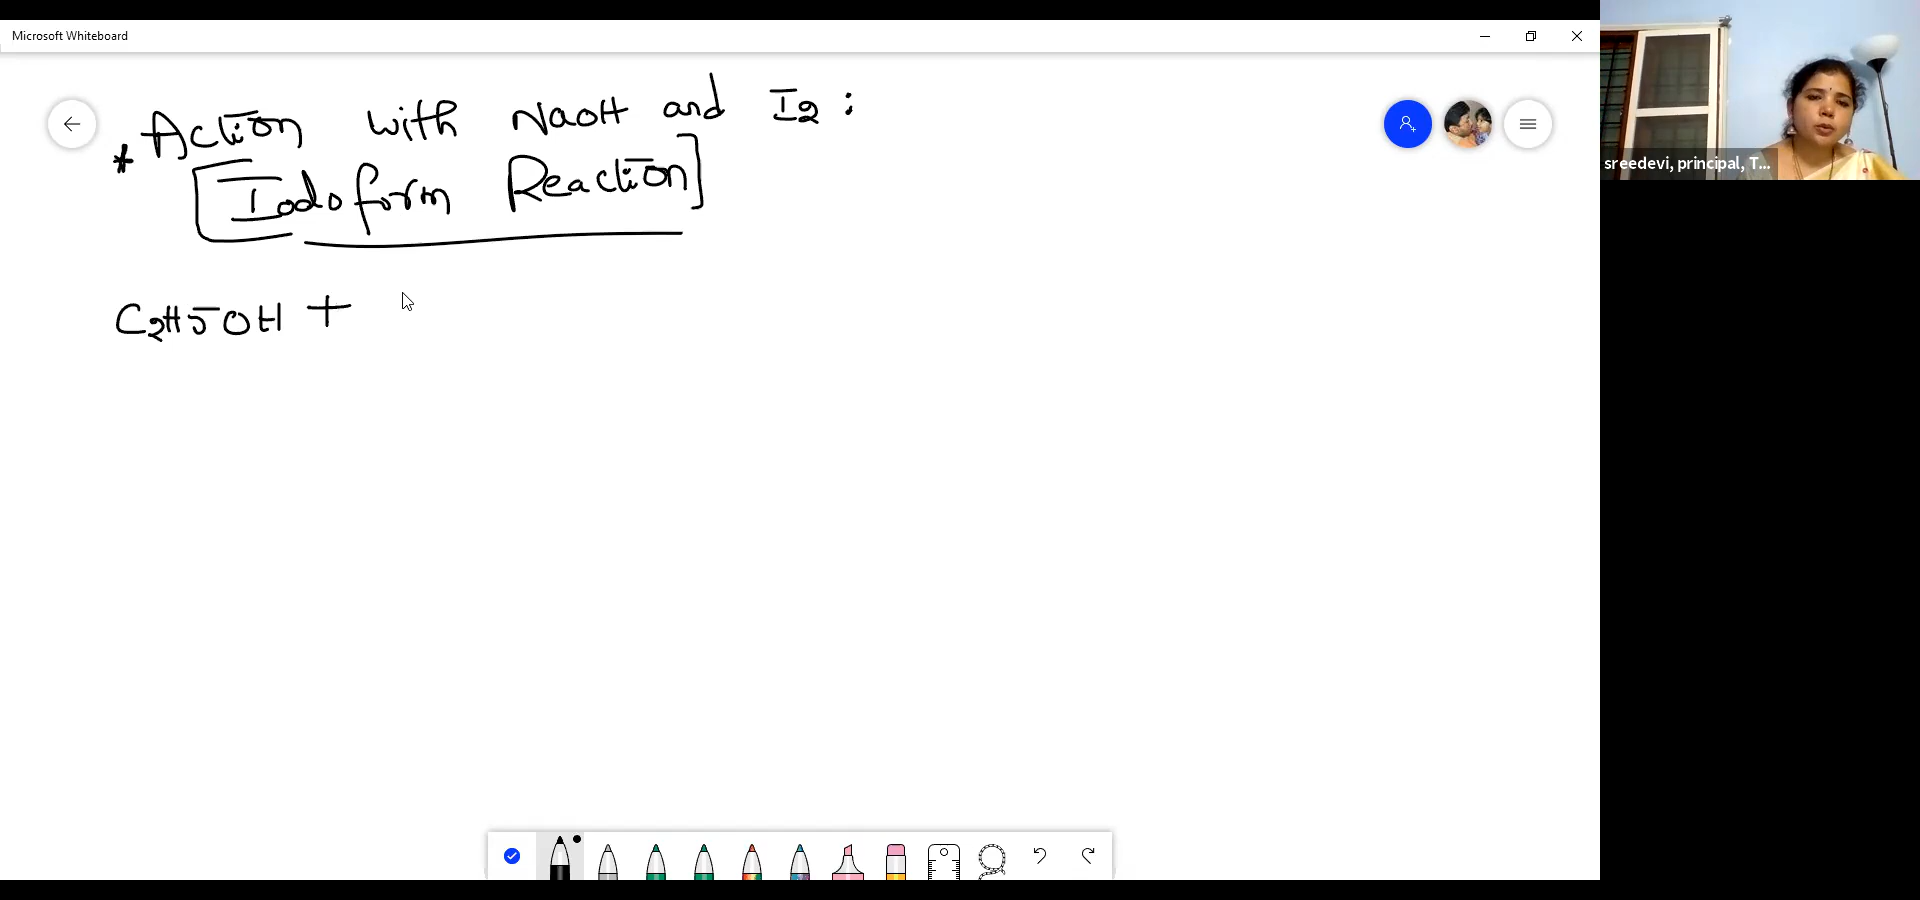 Microsoft Whiteboard
* Action with NaOH and I2 :
[Iodoform Reaction]
C2H5OH +
sreedevi, principal, T...